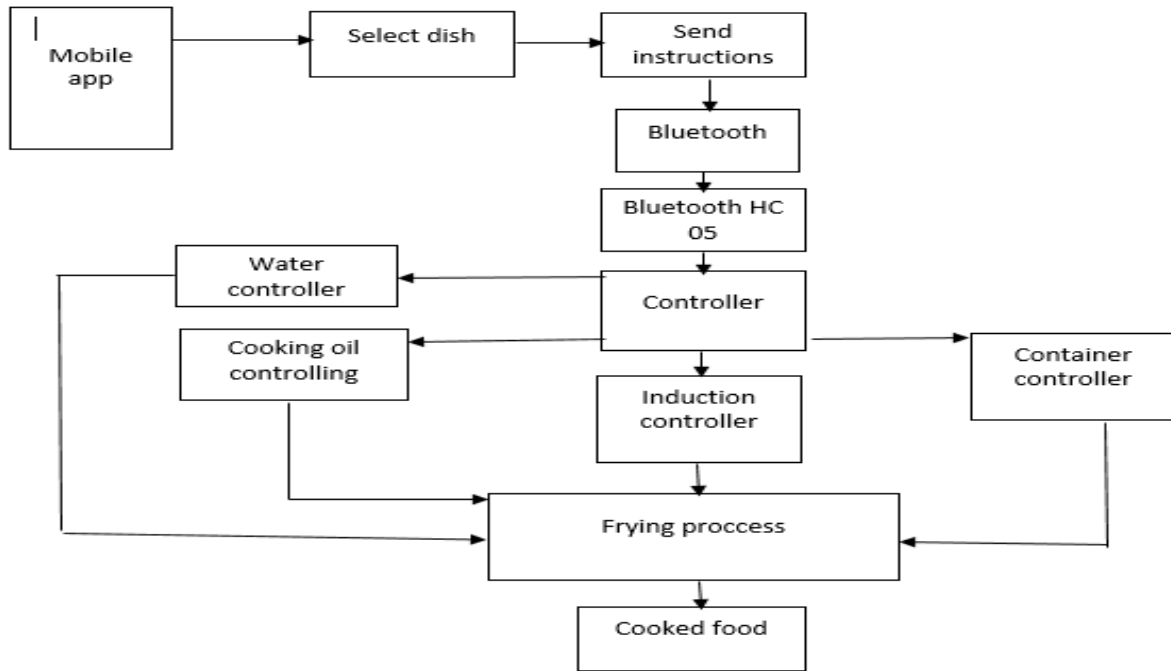 Mobile
app
Select dish
Send
instructions
Bluetooth
Bluetooth HC
05
Water
controller
Controller
Cooking oil
controlling
Container
controller
Induction
controller
Frying proccess
Cooked food